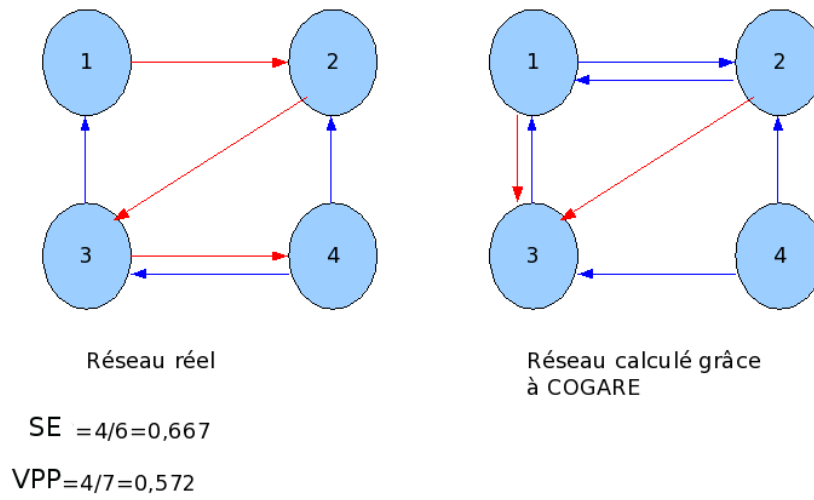 1 2 1 2
3 4 3 4
Réseau réel
Réseau calculé grâce
à COGARE
SE =4/6=0,667
VPP=4/7=0,572